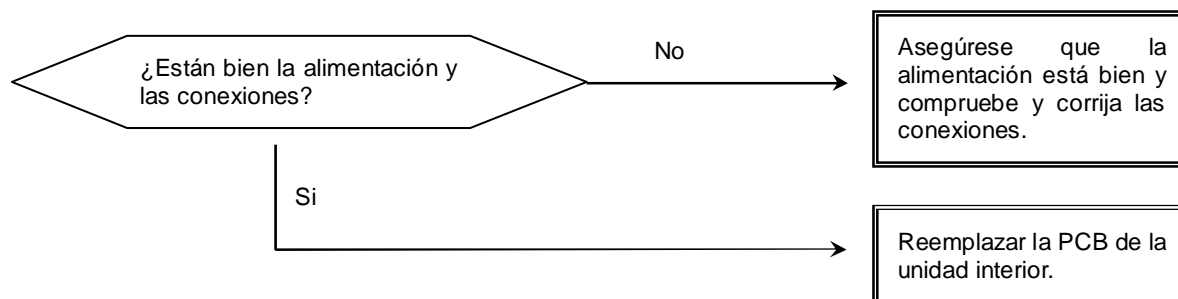 ¿Están bien la alimentación y
las conexiones?
No
Asegúrese que la
alimentación está bien y
compruebe y corrija las
conexiones.
Si
Reemplazar la PCB de la
unidad interior.